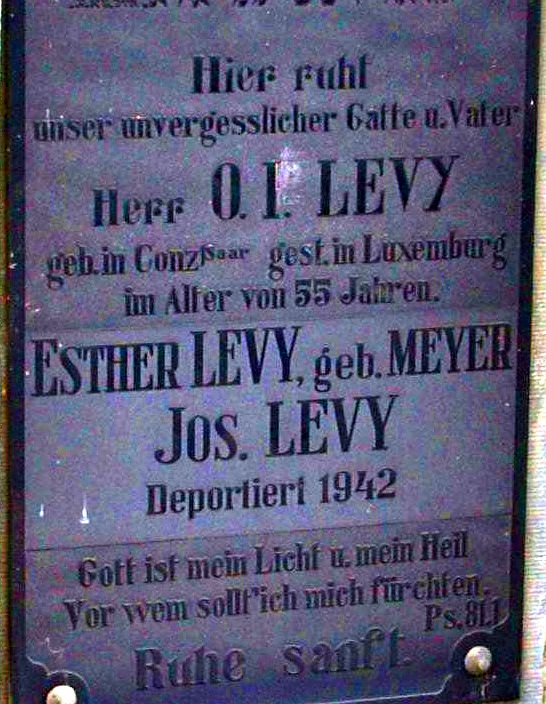 Hier ruht
unser unvergesslicher Gatte u. Vater
Herr O. I. LEVY
geb. in Conz Saar gest. in Luxemburg
im Alter von 55 Jahren.
ESTHER LEVY, geb. MEYER
JOS. LEVY
Deportiert 1942
Gott ist mein Licht u. mein Heil
Vor wem sollt' ich mich fürchten.
Ps. 81.1
Ruhe sanft.